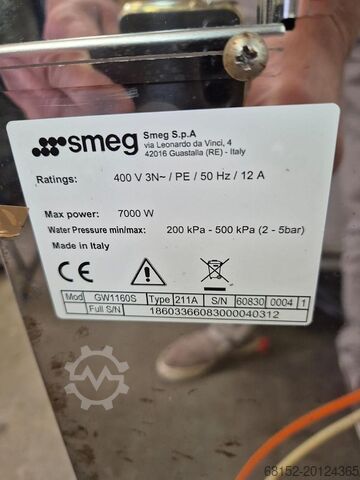 smeg
Smeg S.p.A
via Leonardo da Vinci, 4
42016 Guastalla (RE) - Italy
Ratings: 400 V 3N~ / PE / 50 Hz / 12 A
Max power: 7000 W
Water Pressure min/max: 200 kPa - 500 kPa (2 - 5bar)
Made in Italy
CE
Mod GW1160S Type 211A S/N 60830 0004 1
Full S/N 18603366083000040312
68152-20124365